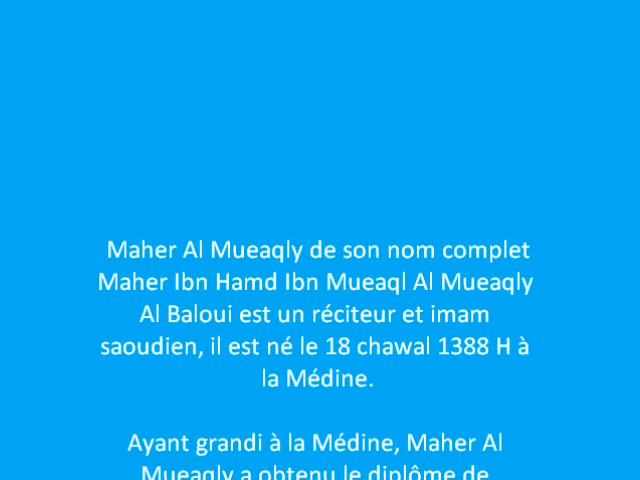 Maher Al Mueaqly de son nom complet
Maher Ibn Hamd Ibn Mueaql Al Mueaqly
Al Baloui est un réciteur et imam
saoudien, il est né le 18 chawal 1388 H à
la Médine.
Ayant grandi à la Médine, Maher Al
Mueaqly a obtenu le diplôme de